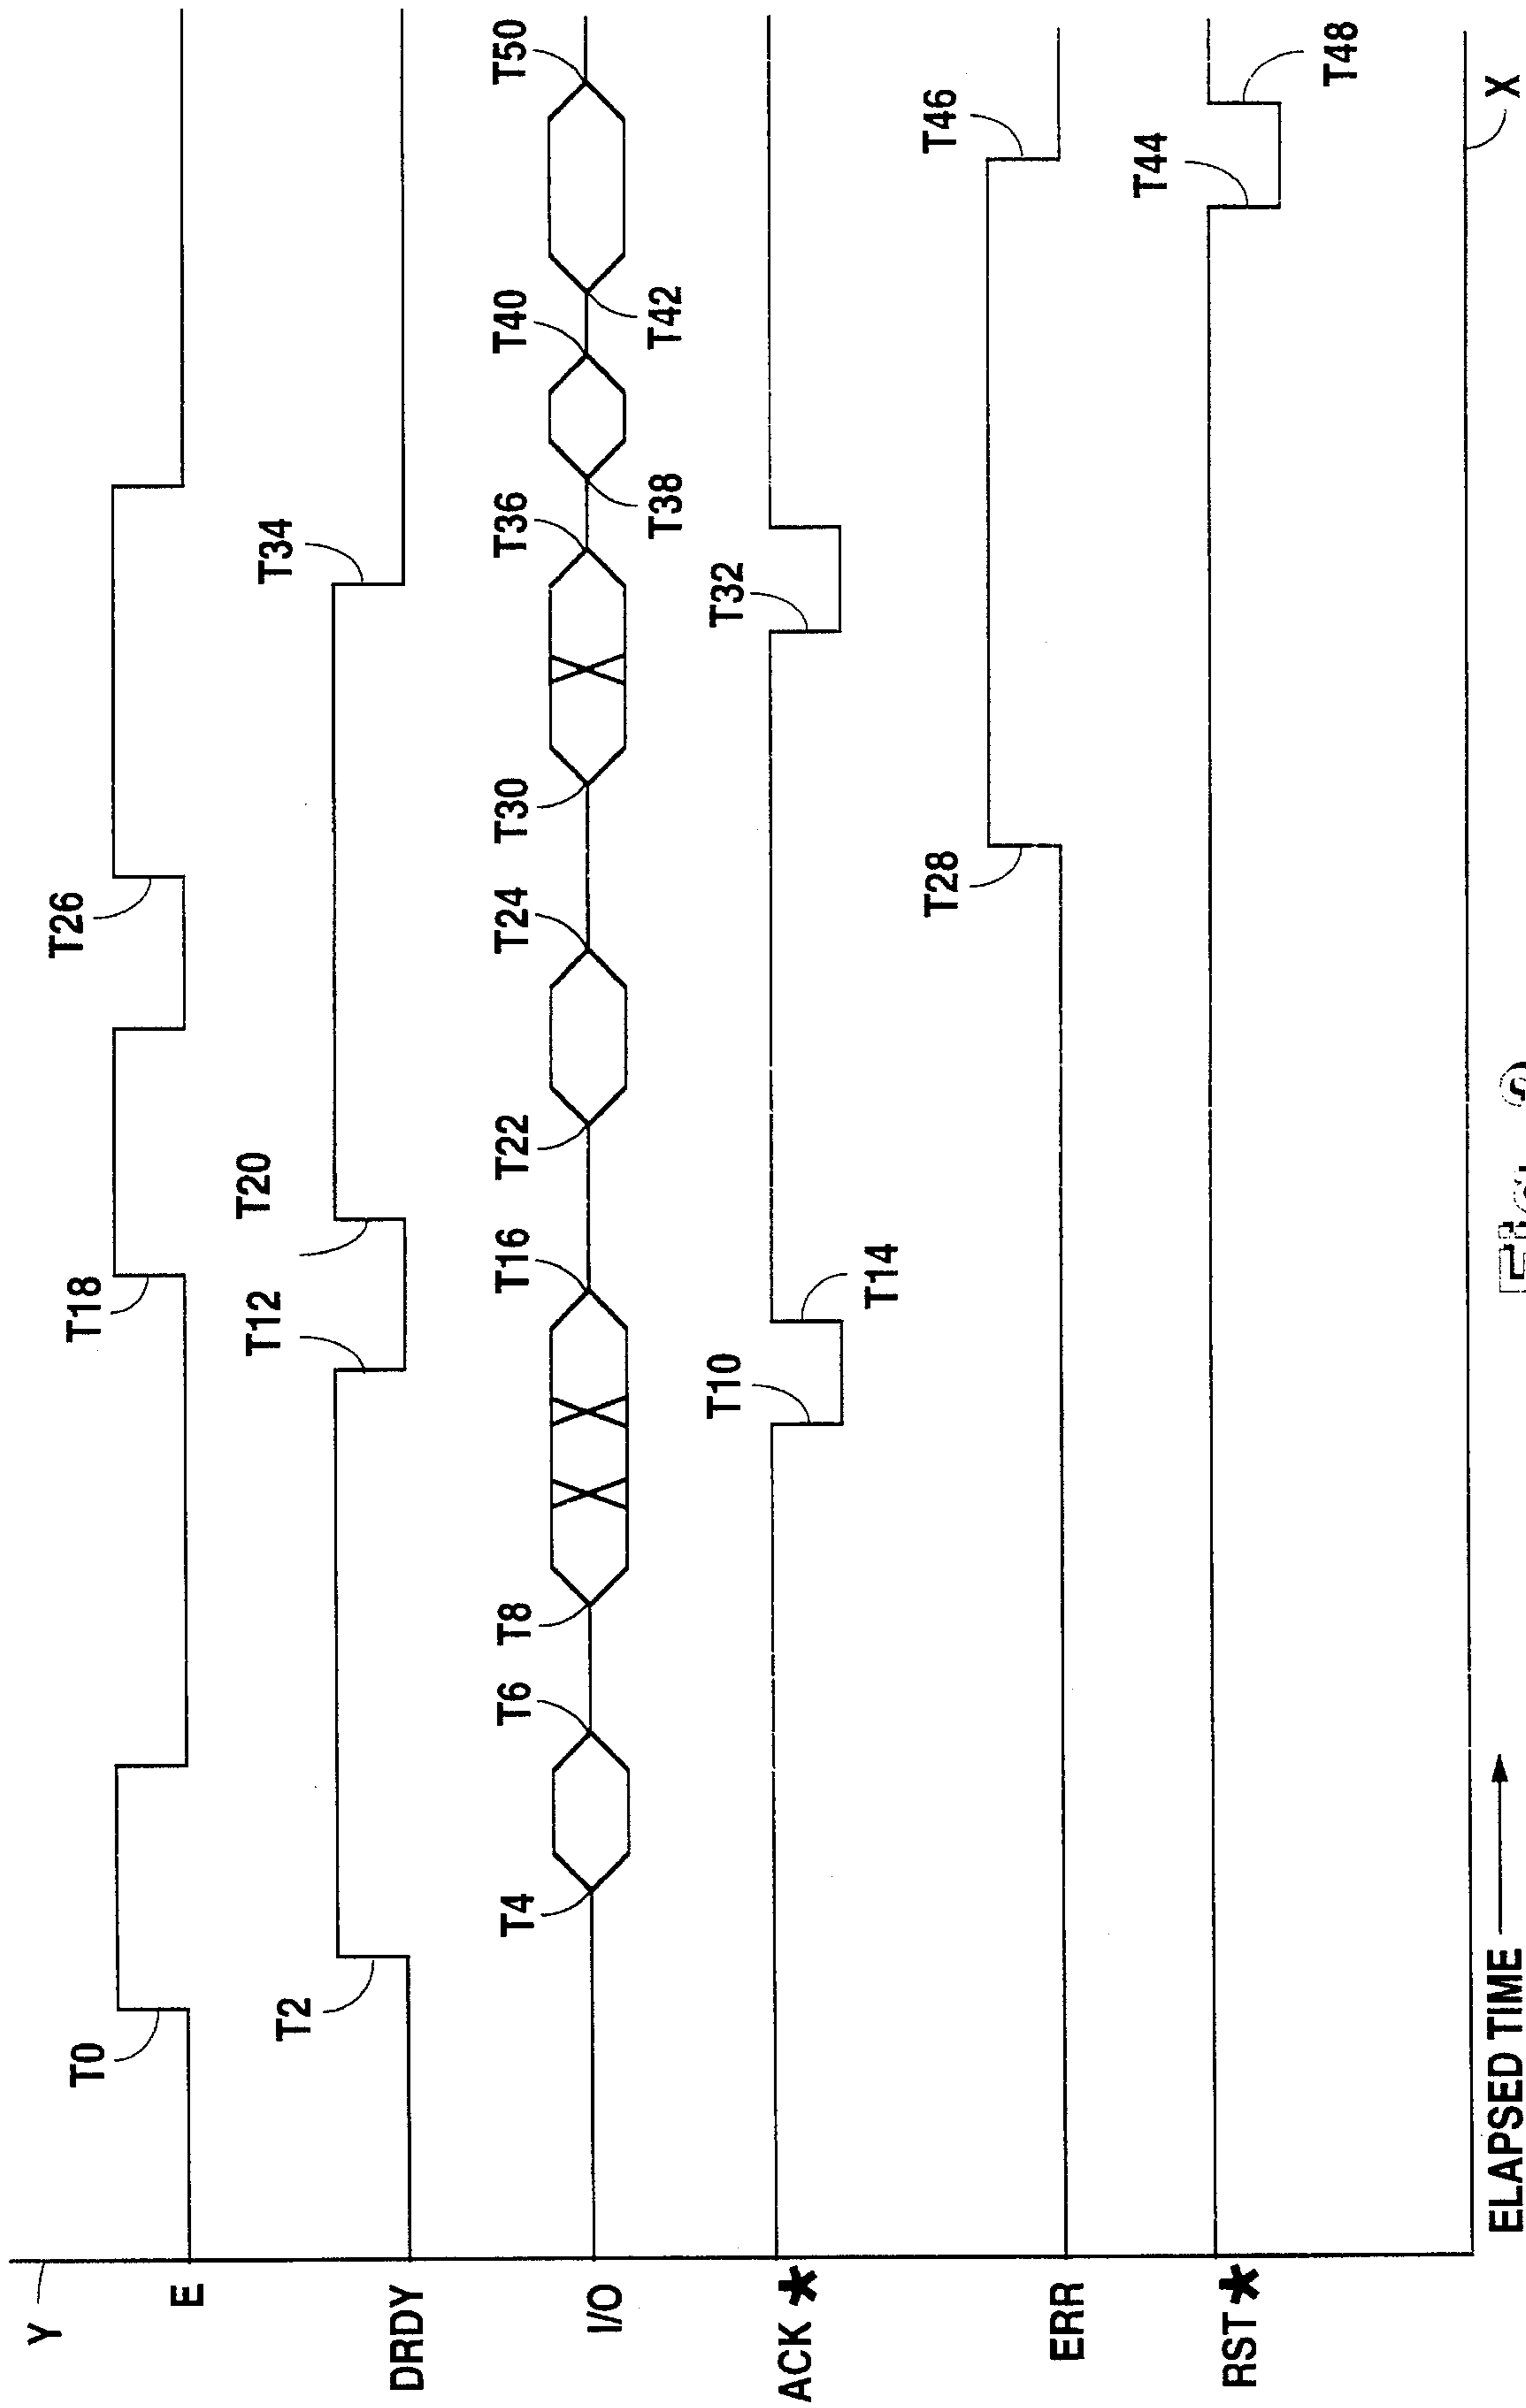 Y
E
T0
T18
T26
DRDY
T2
T12
T20
T34
I/O
T4
T6
T8
T16
T22
T24
T30
T36
T38
T40
T42
T50
ACK *
T10
T14
T32
ERR
T28
T46
RST *
T44
T48
X
ELAPSED TIME